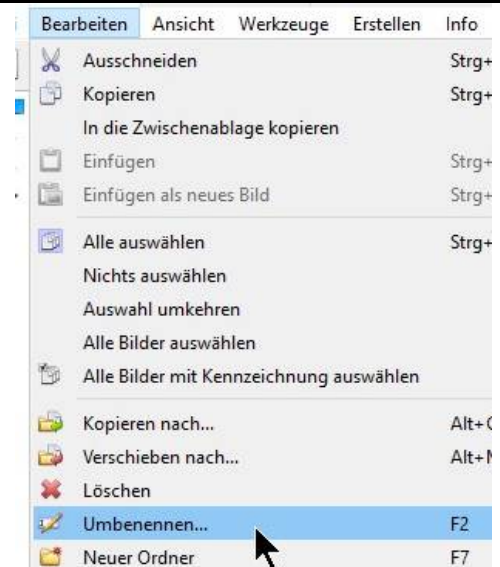 Bearbeiten Ansicht Werkzeuge Erstellen Info
Ausschneiden Strg+
Kopieren Strg+
In die Zwischenablage kopieren
Einfügen Strg+
Einfügen als neues Bild Strg+
Alle auswählen Strg+
Nichts auswählen
Auswahl umkehren
Alle Bilder auswählen
Alle Bilder mit Kennzeichnung auswählen
Kopieren nach... Alt+
Verschieben nach... Alt+
Löschen
Umbenennen... F2
Neuer Ordner F7